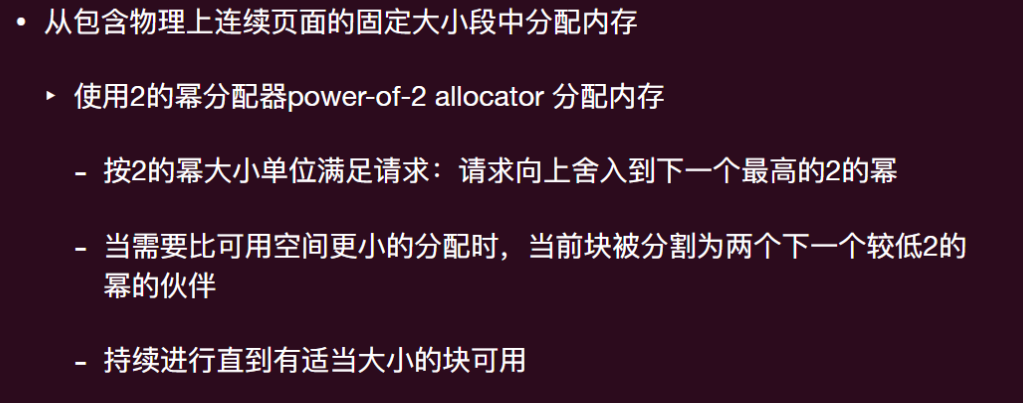 • 从包含物理上连续页面的固定大小段中分配内存
‣ 使用2的幂分配器power-of-2 allocator 分配内存
- 按2的幂大小单位满足请求：请求向上舍入到下一个最高的2的幂
- 当需要比可用空间更小的分配时，当前块被分割为两个下一个较低2的
幂的伙伴
- 持续进行直到有适当大小的块可用